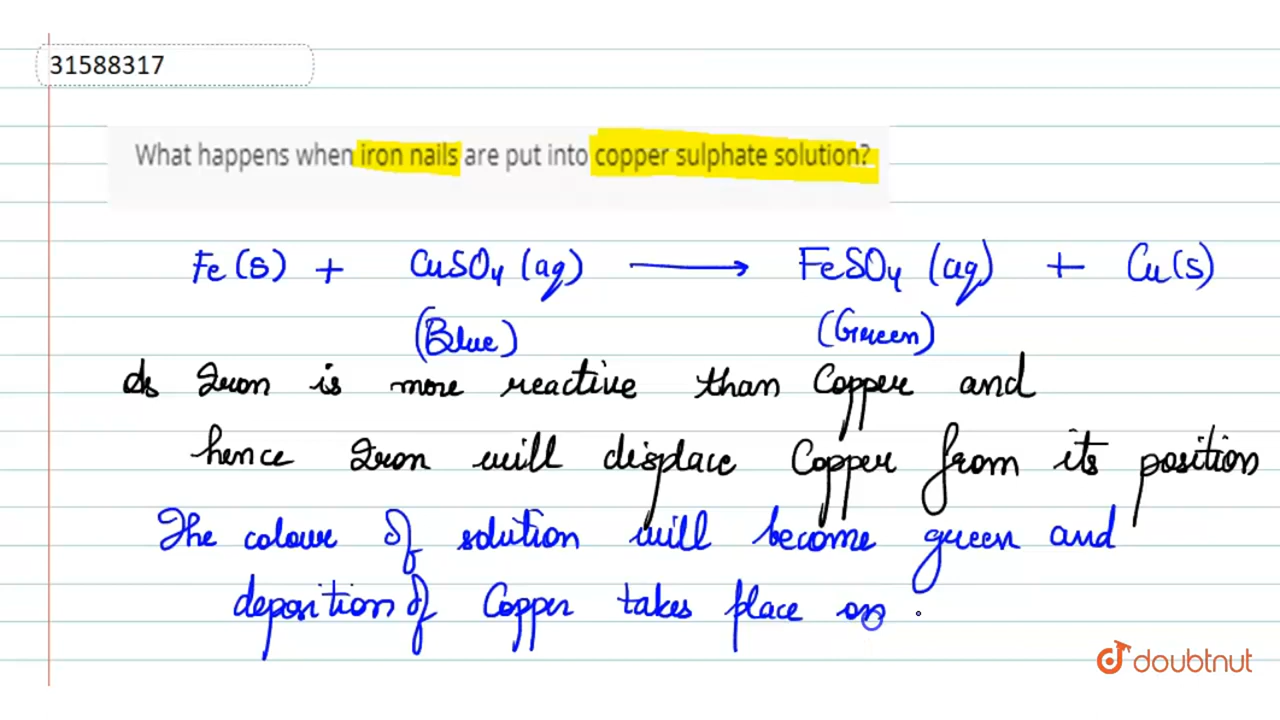 31588317
What happens when iron nails are put into copper sulphate solution?
Fe (s) + CuSO4 (aq) ⟶ FeSO4 (aq) + Cu(s)
(Blue) (Green)
As Iron is more reactive than Copper and
hence Iron will displace Copper from its position
The colour of solution will become green and
deposition of Copper takes place on
doubtnut